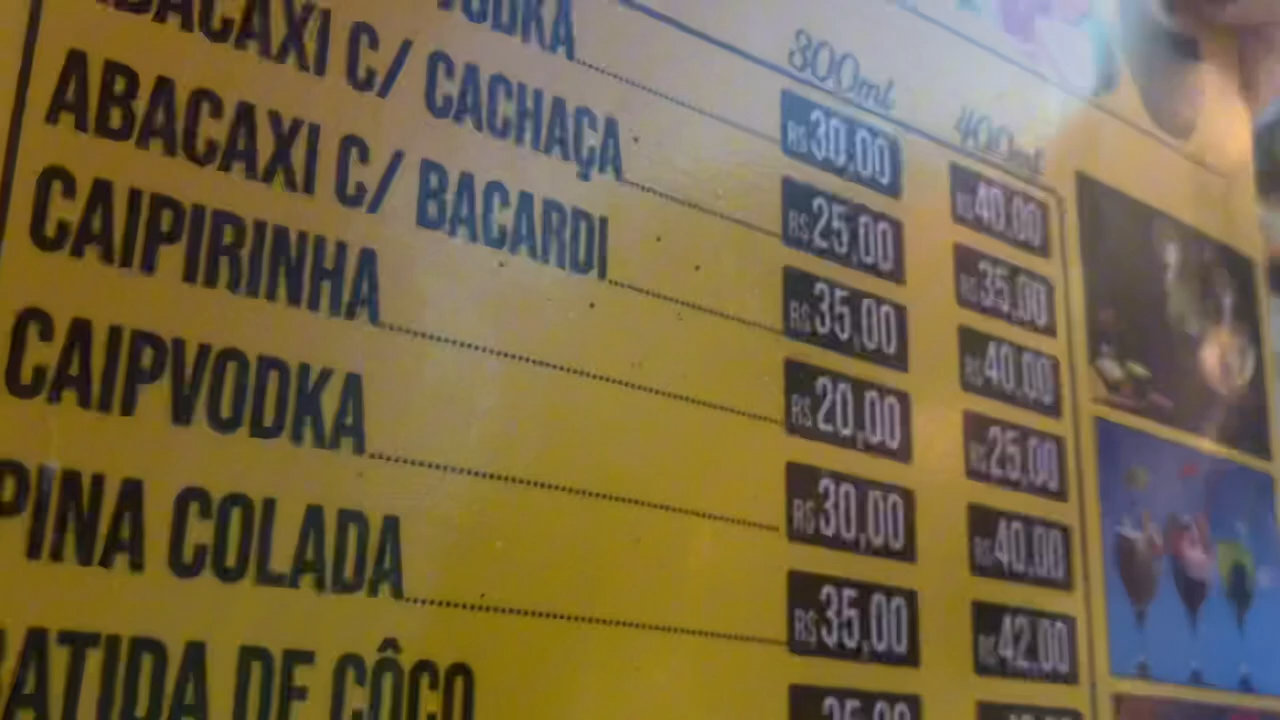 300ml 400ml
VODKA R$30,00 R$40,00
ABACAXI C/ CACHAÇA R$25,00 R$35,00
ABACAXI C/ BACARDI R$35,00 R$40,00
CAIPIRINHA R$20,00 R$25,00
CAIPVODKA R$30,00 R$40,00
PINA COLADA R$35,00 R$42,00
BATIDA DE CÔCO